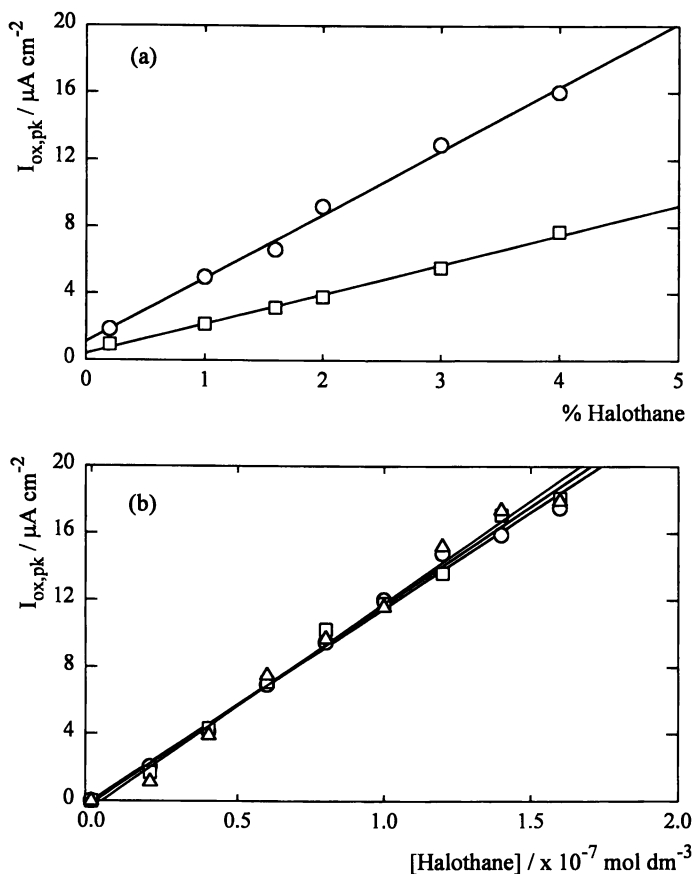 (a)
I_ox,pk / μA cm⁻²
20
16
12
8
4
0
0 1 2 3 4 5
% Halothane
(b)
I_ox,pk / μA cm⁻²
20
16
12
8
4
0
0.0 0.5 1.0 1.5 2.0
[Halothane] / x 10⁻⁷ mol dm⁻³